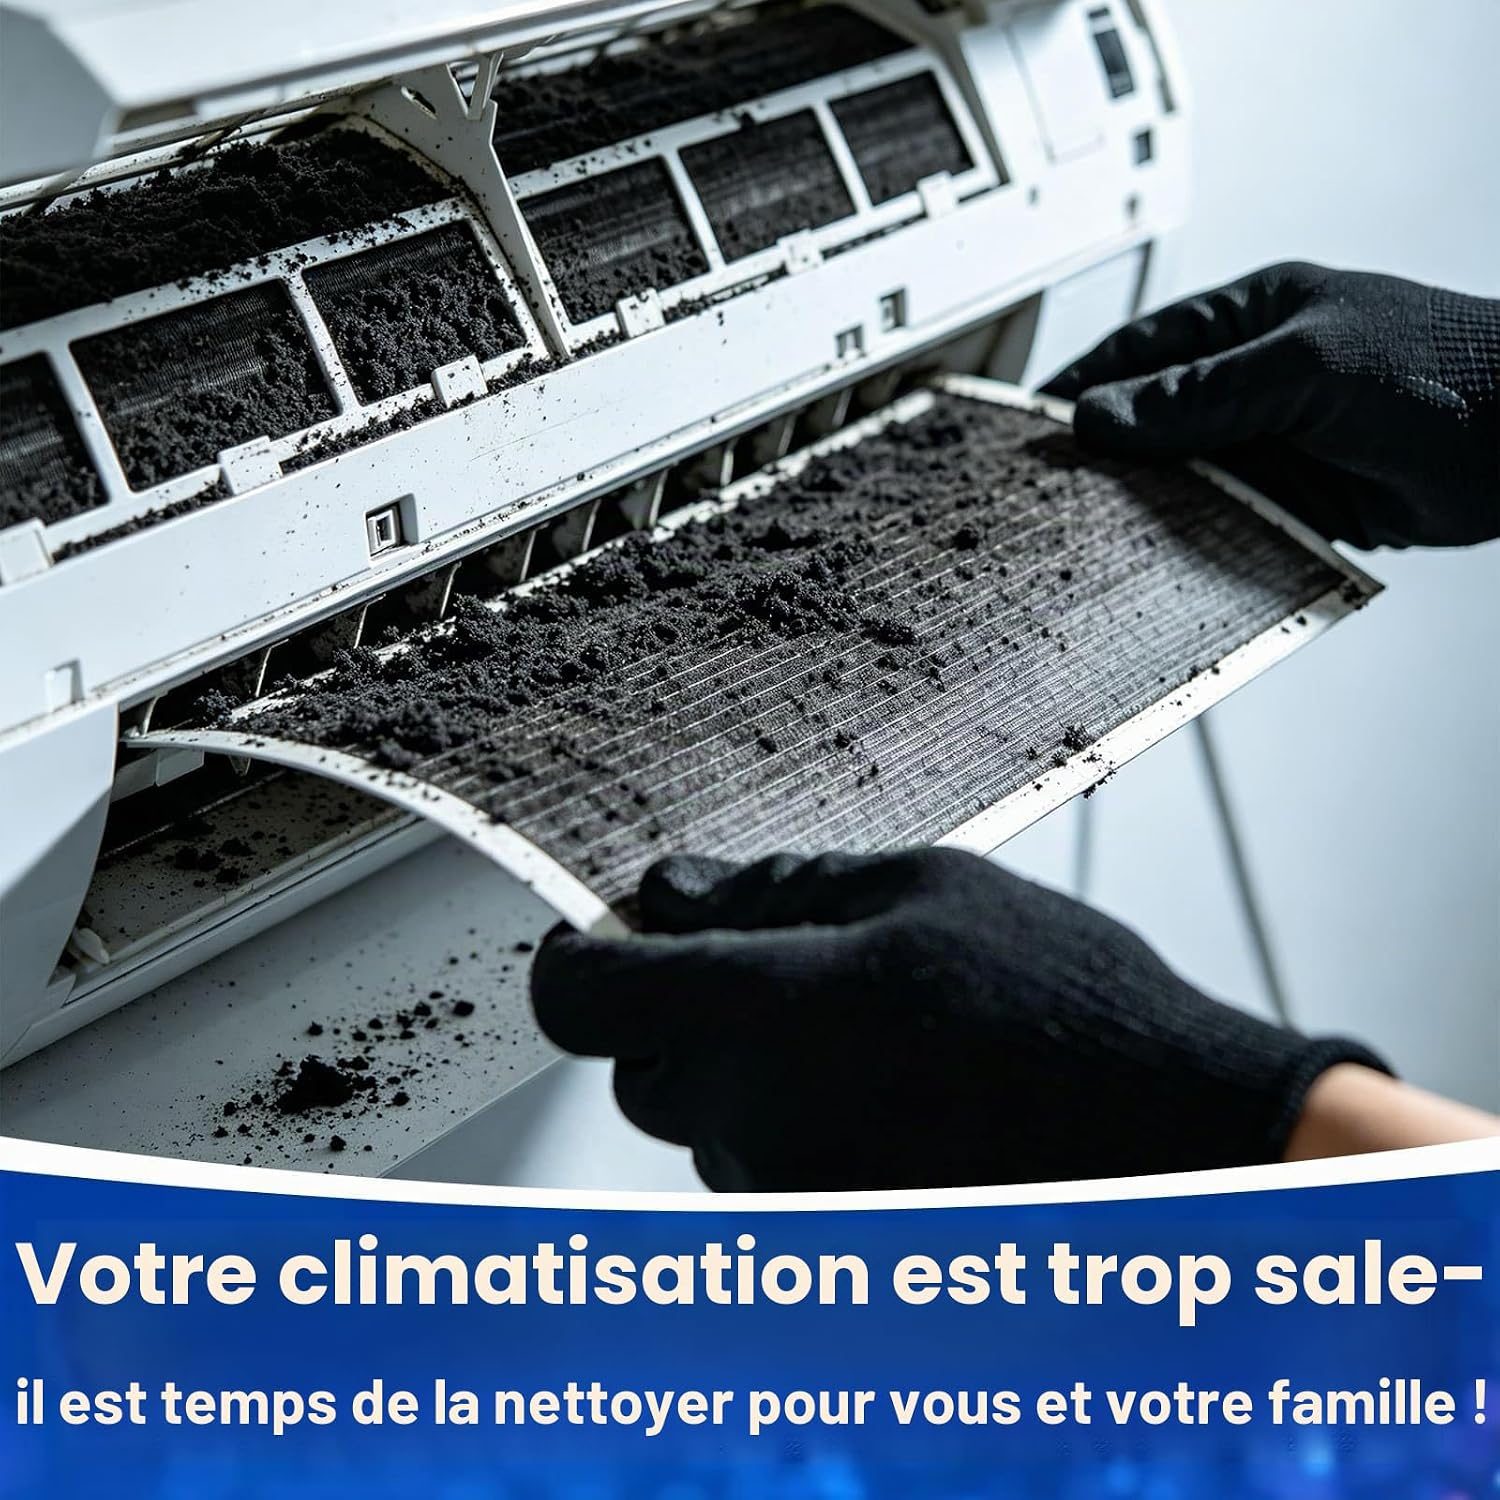 Votre climatisation est trop sale-
il est temps de la nettoyer pour vous et votre famille !